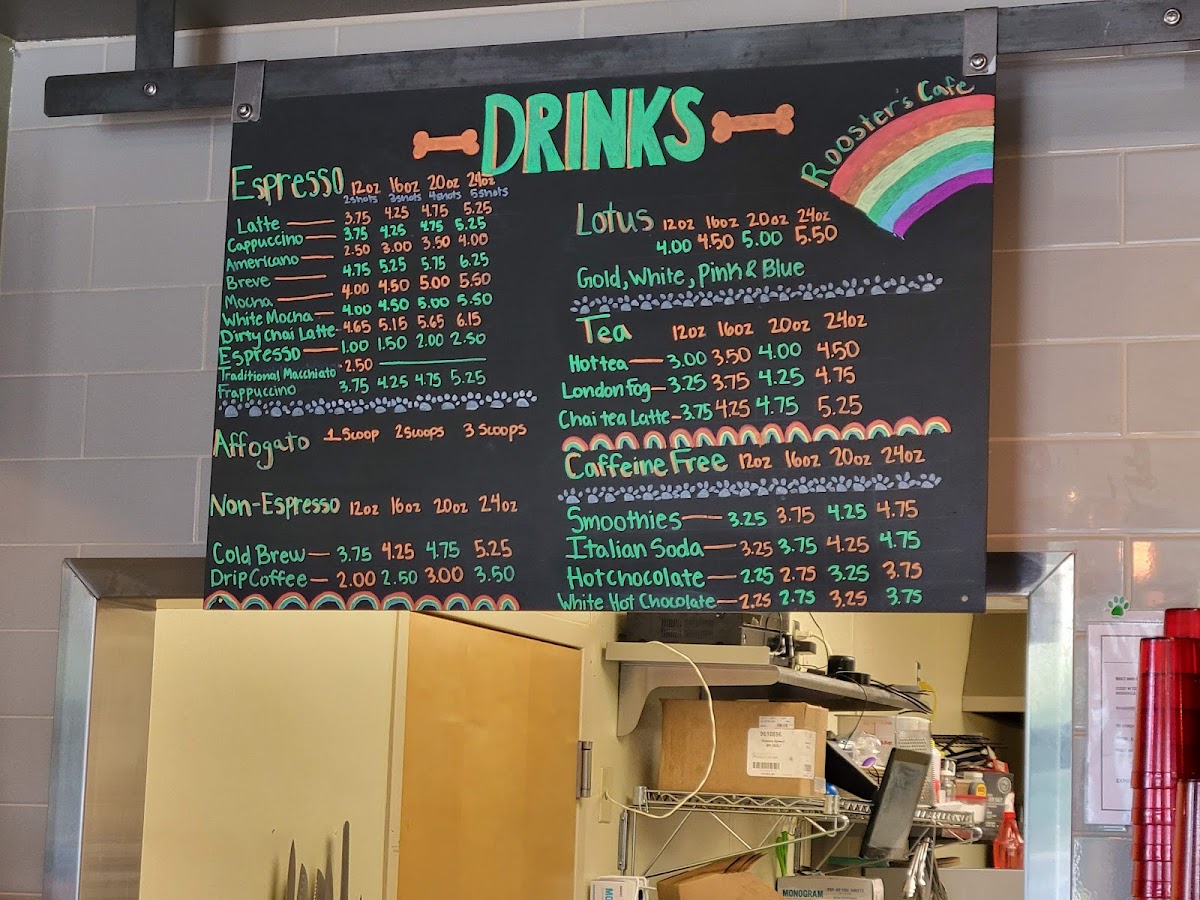 DRINKS
Rooster's Cafe
Espresso 12oz 16oz 20oz 24oz
2shots 3shots 4shots 5shots
Latte 3.75 4.25 4.75 5.25
Cappuccino 3.75 4.25 4.75 5.25
Americano 2.50 3.00 3.50 4.00
Breve 4.75 5.25 5.75 6.25
Mocha 4.00 4.50 5.00 5.50
White Mocha 4.00 4.50 5.00 5.50
Dirty Chai Latte 4.65 5.15 5.65 6.15
Espresso 1.00 1.50 2.00 2.50
Traditional Macchiato 2.50
Frappuccino 3.75 4.25 4.75 5.25
Affogato 1 Scoop 2 Scoops 3 Scoops
Non-Espresso 12oz 16oz 20oz 24oz
Cold Brew 3.75 4.25 4.75 5.25
Drip Coffee 2.00 2.50 3.00 3.50
Lotus 12oz 16oz 20oz 24oz
4.00 4.50 5.00 5.50
Gold, White, Pink & Blue
Tea 12oz 16oz 20oz 24oz
Hot tea 3.00 3.50 4.00 4.50
London Fog 3.25 3.75 4.25 4.75
Chai tea Latte 3.75 4.25 4.75 5.25
Caffeine Free 12oz 16oz 20oz 24oz
Smoothies 3.25 3.75 4.25 4.75
Italian Soda 3.25 3.75 4.25 4.75
Hot chocolate 2.25 2.75 3.25 3.75
White Hot Chocolate 2.25 2.75 3.25 3.75
MONOGRAM